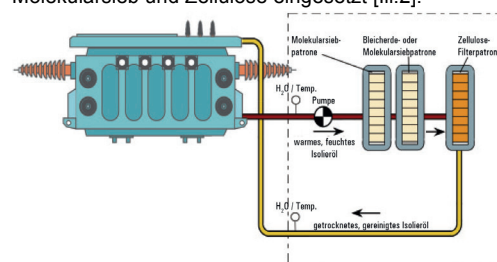 Molekularsieb und Zellulose eingesetzt [Ill.2].
Molekularsieb-
patrone
Bleicherde- oder
Molekularsiebpatrone
Zellulose-
Filterpatron
H2O / Temp.
Pumpe
warmes, feuchtes
Isolieröl
H2O / Temp.
getrocknetes, gereinigtes Isolieröl